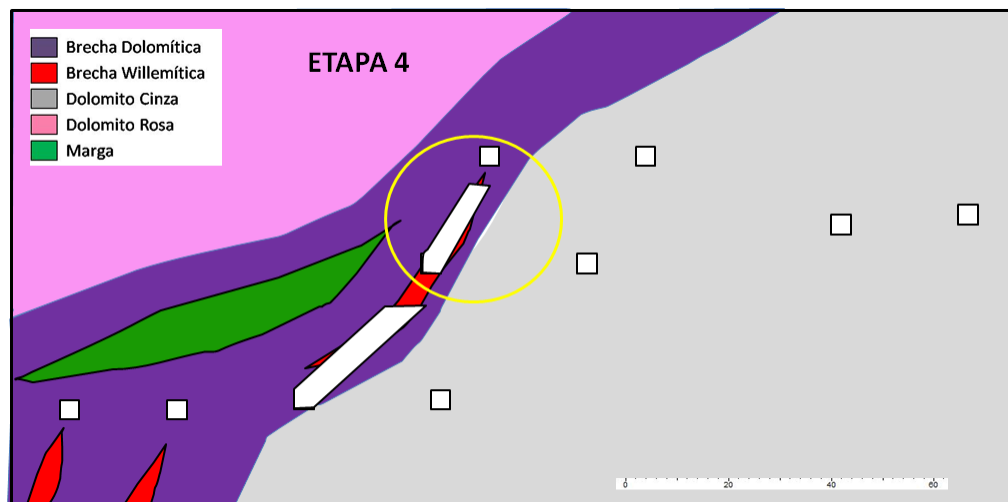 ETAPA 4
Brecha Dolomítica
Brecha Willemítica
Dolomito Cinza
Dolomito Rosa
Marga
0 20 40 60